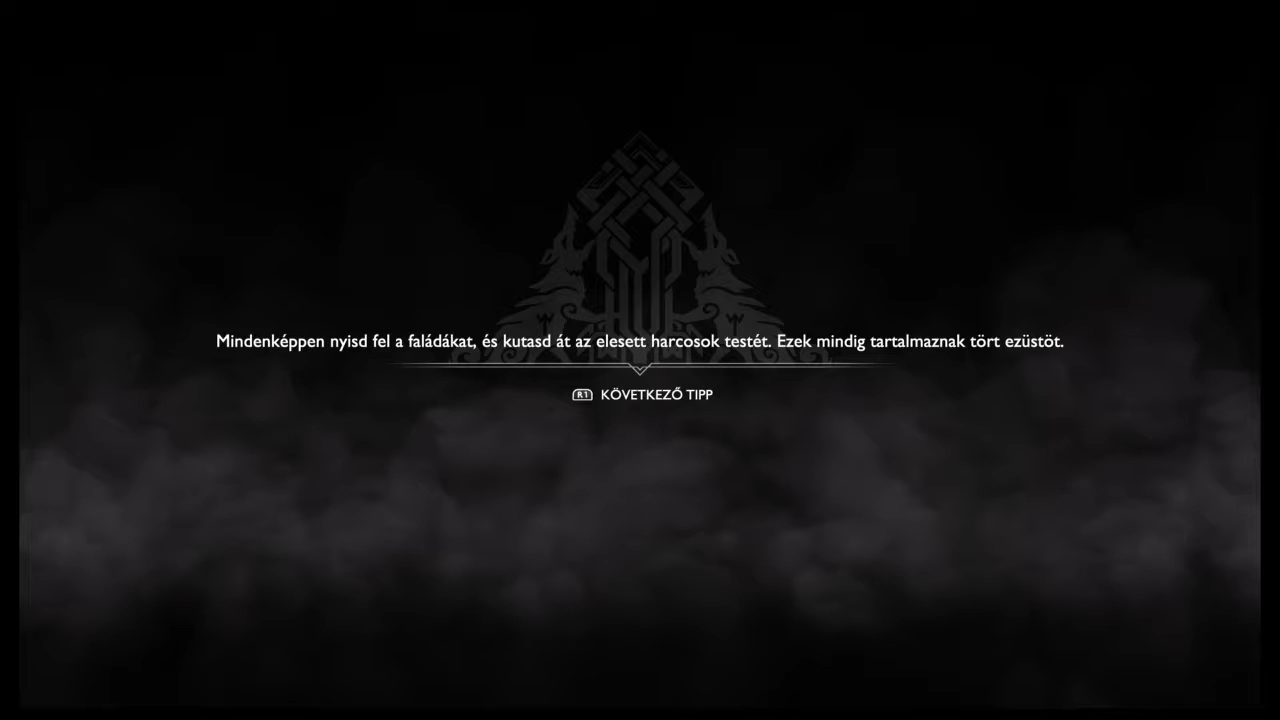 Mindenképpen nyisd fel a faládákat, és kutasd át az elesett harcosok testét. Ezek mindig tartalmaznak tört ezüstöt.
R1 KÖVETKEZŐ TIPP